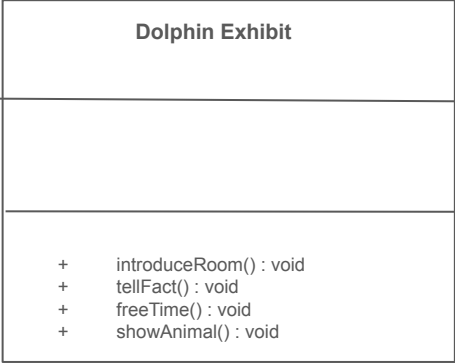 Dolphin Exhibit
+ introduceRoom() : void
+ tellFact() : void
+ freeTime() : void
+ showAnimal() : void